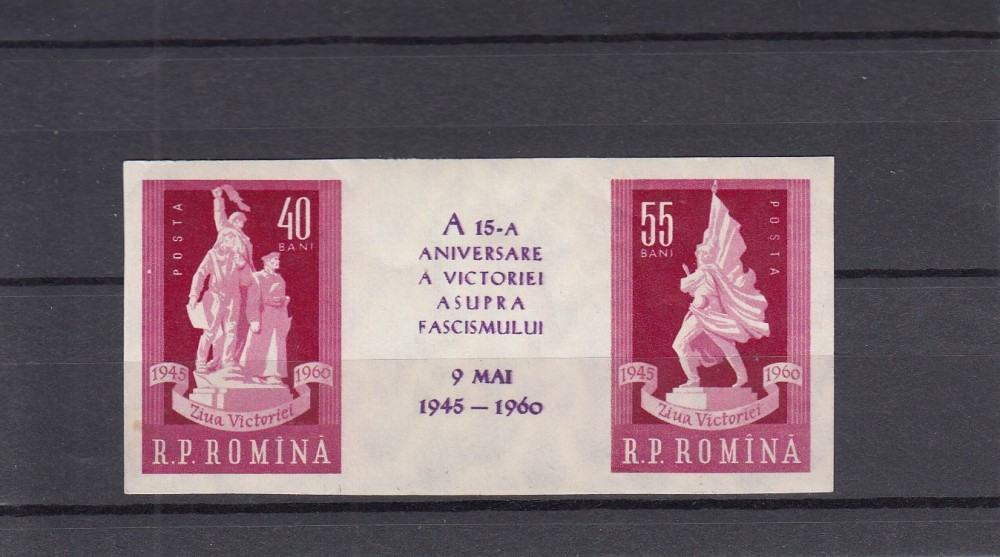 POSTA
40
BANI
1945 1960
Ziua Victoriei
R.P. ROMÎNĂ
A 15-A
ANIVERSARE
A VICTORIEI
ASUPRA
FASCISMULUI
9 MAI
1945 – 1960
55
BANI
POȘTA
1945 1960
Ziua Victoriei
R.P. ROMÎNĂ